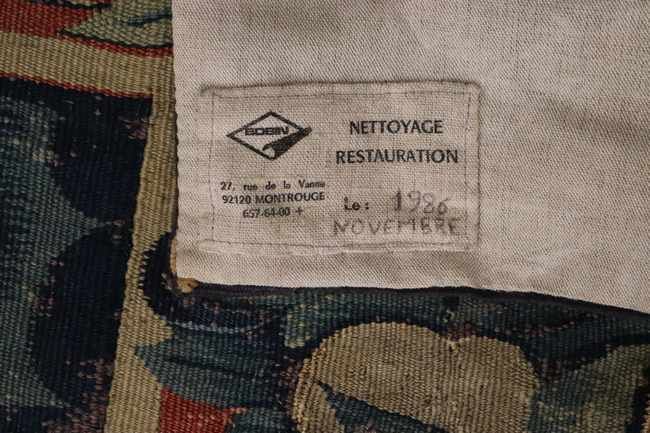 BOBIN
NETTOYAGE
RESTAURATION
27, rue de la Vanne
92120 MONTROUGE
657-64-00 +
Le : 1986
NOVEMBRE